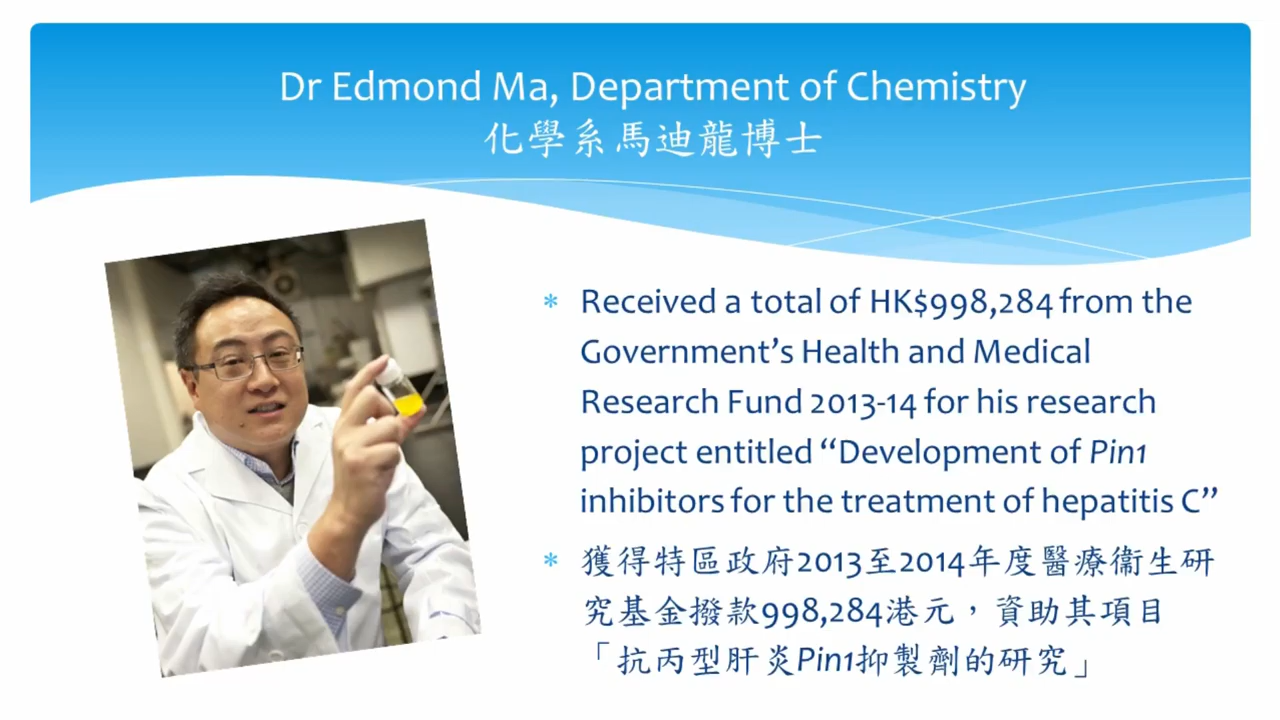 Dr Edmond Ma, Department of Chemistry
化學系馬迪龍博士
* Received a total of HK$998,284 from the
Government’s Health and Medical
Research Fund 2013-14 for his research
project entitled “Development of Pin1
inhibitors for the treatment of hepatitis C”
* 獲得特區政府2013至2014年度醫療衞生研
究基金撥款998,284港元，資助其項目
「抗丙型肝炎Pin1抑製劑的研究」